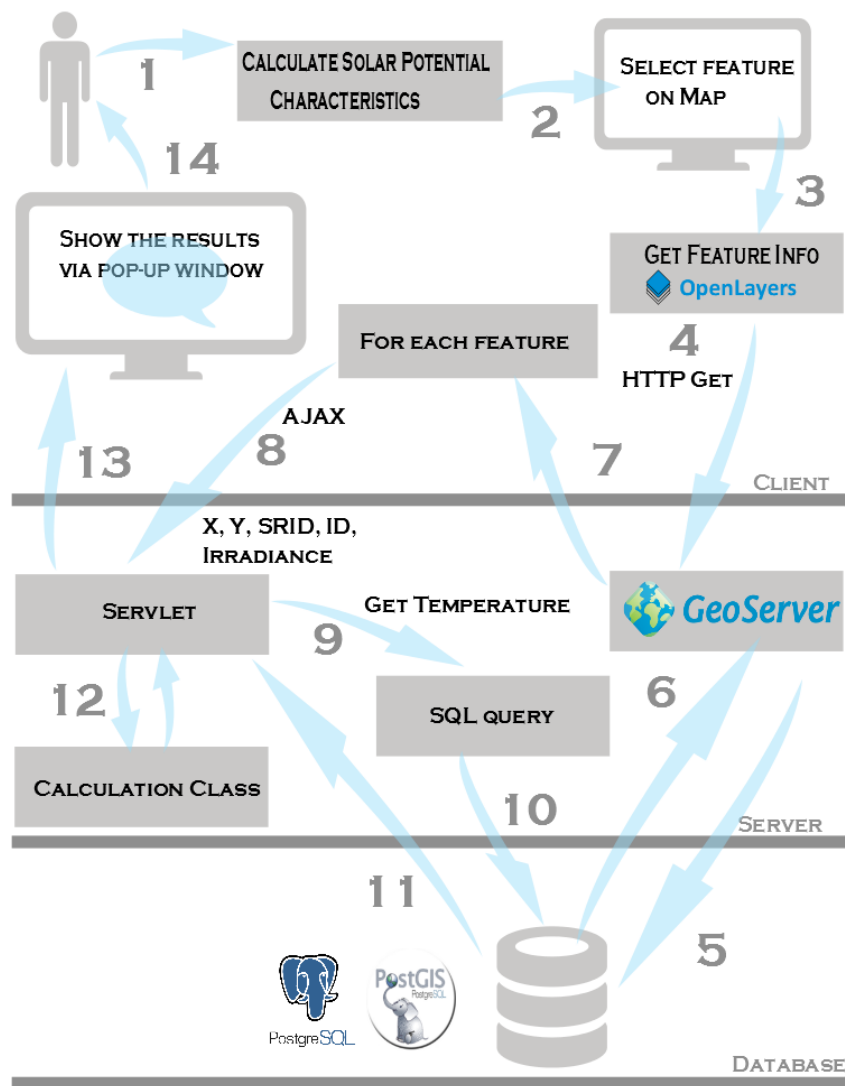 1
CALCULATE SOLAR POTENTIAL
CHARACTERISTICS
2
SELECT FEATURE
ON MAP
14
3
SHOW THE RESULTS
VIA POP-UP WINDOW
GET FEATURE INFO
OpenLayers
FOR EACH FEATURE
4
HTTP GET
AJAX
8
13
7
CLIENT
X, Y, SRID, ID,
IRRADIANCE
SERVLET
GET TEMPERATURE
9
GeoServer
12
6
SQL QUERY
CALCULATION CLASS
10
SERVER
11
5
PostGIS
PostgreSQL
PostgreSQL
DATABASE